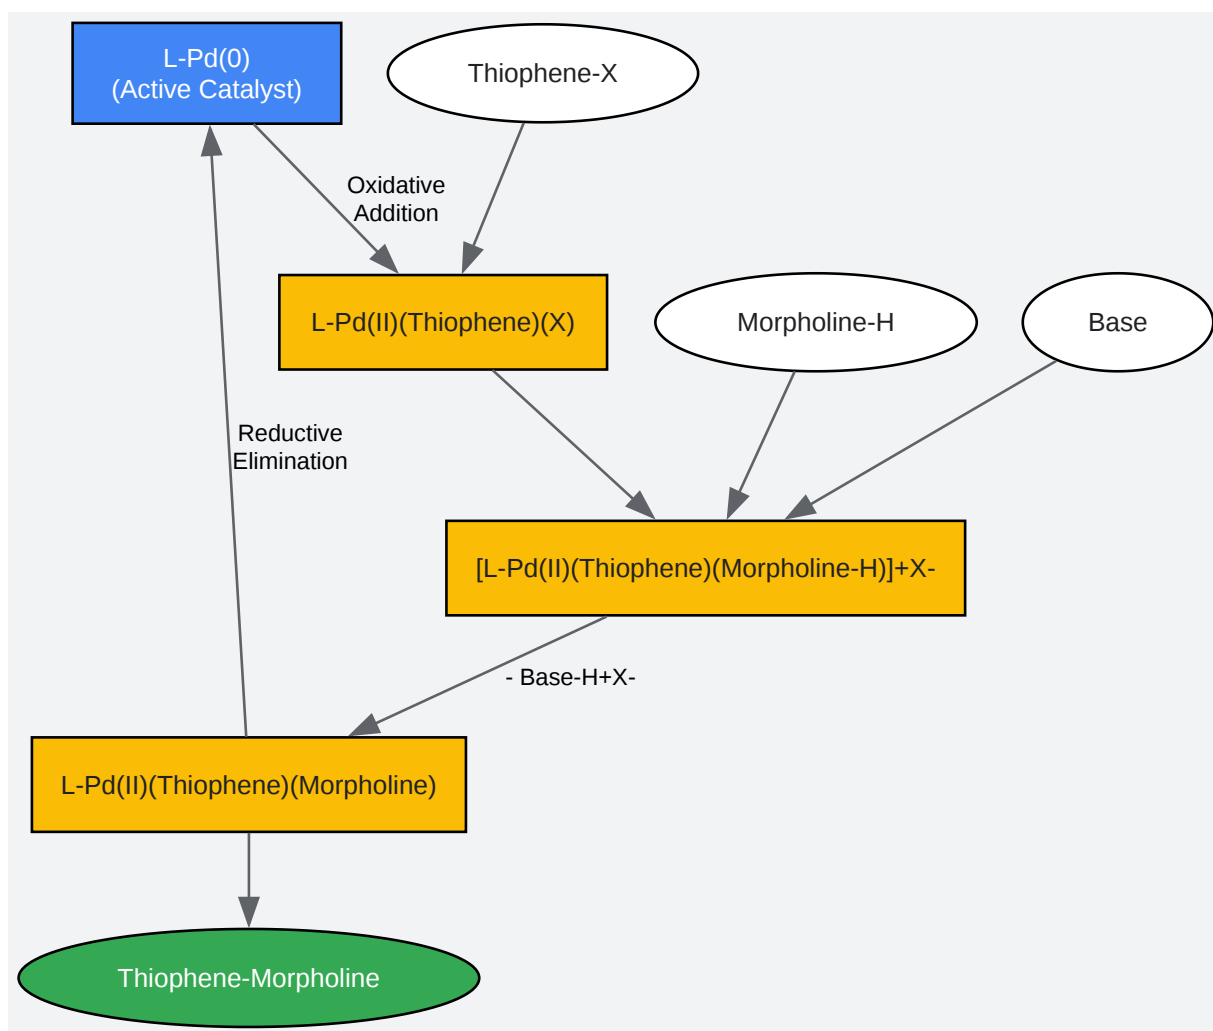 L-Pd(0)
(Active Catalyst)
Thiophene-X
Oxidative
Addition
L-Pd(II)(Thiophene)(X)
Morpholine-H
Base
Reductive
Elimination
[L-Pd(II)(Thiophene)(Morpholine-H)]+X-
- Base-H+X-
L-Pd(II)(Thiophene)(Morpholine)
Thiophene-Morpholine